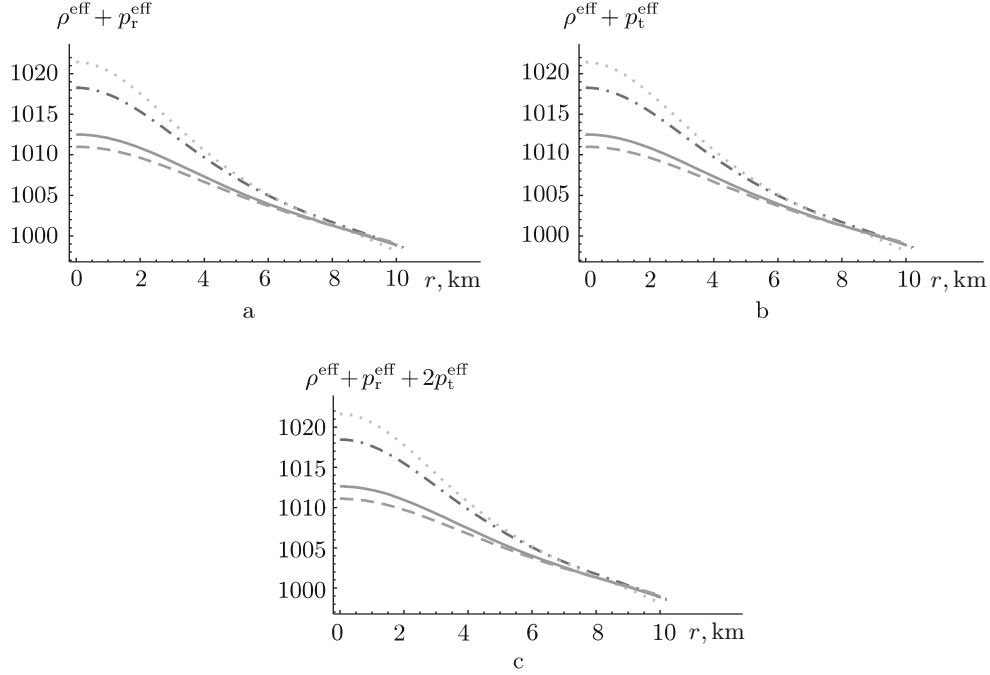 ρ^eff + p_r^eff
1020
1015
1010
1005
1000
0 2 4 6 8 10 r, km
a
ρ^eff + p_t^eff
1020
1015
1010
1005
1000
0 2 4 6 8 10 r, km
b
ρ^eff + p_r^eff + 2p_t^eff
1020
1015
1010
1005
1000
0 2 4 6 8 10 r, km
c